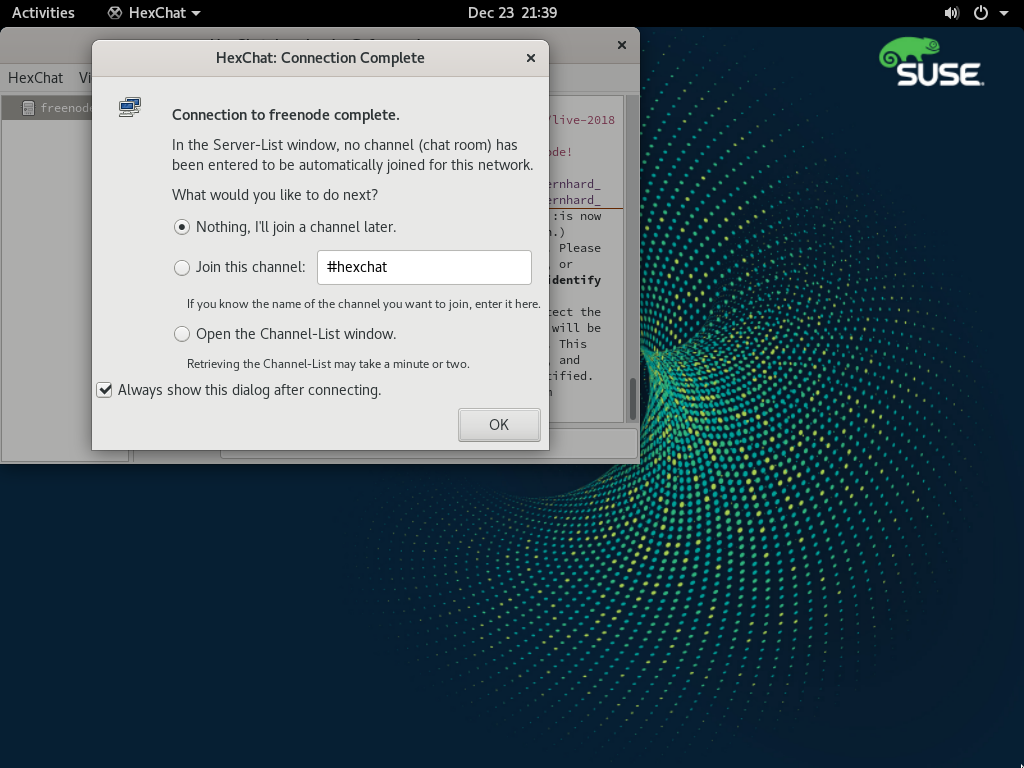 Activities HexChat Dec 23 21:39
SUSE
HexChat: Connection Complete
HexChat
freenode
Connection to freenode complete.
In the Server-List window, no channel (chat room) has
been entered to be automatically joined for this network.
What would you like to do next?
Nothing, I'll join a channel later.
Join this channel: #hexchat
If you know the name of the channel you want to join, enter it here.
Open the Channel-List window.
Retrieving the Channel-List may take a minute or two.
Always show this dialog after connecting.
OK
/live-2018
ode!
ernhard_
ernhard_
:is now
n.)
Please
or
identify
tect the
will be
This
and
cified.